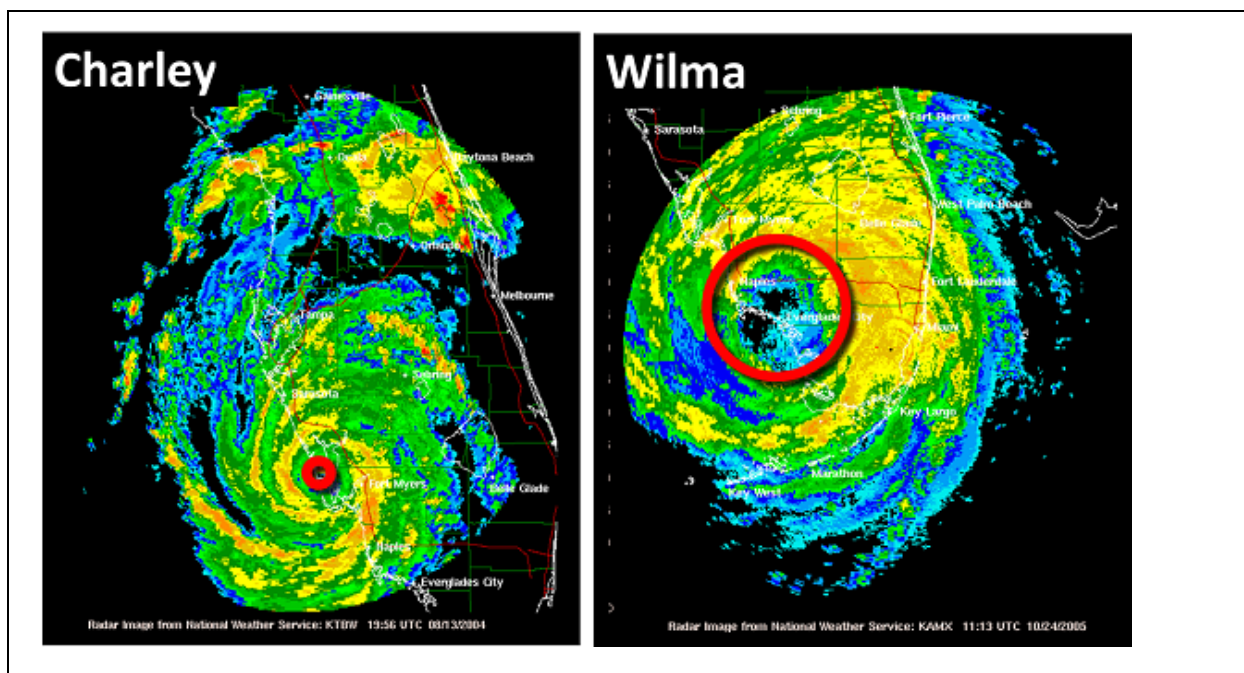 Charley
Gainesville
Ocala
Daytona Beach
Orlando
Melbourne
Tampa
Sebring
Sarasota
Fort Myers
Belle Glade
Naples
Everglades City
Radar Image from National Weather Service: KTBW 19:56 UTC 08/13/2004
Wilma
Sebring
Fort Pierce
Sarasota
West Palm Beach
Fort Myers
Belle Glade
Naples
Fort Lauderdale
Everglades City
Miami
Key Largo
Marathon
Key West
Radar Image from National Weather Service: KAMX 11:13 UTC 10/24/2005